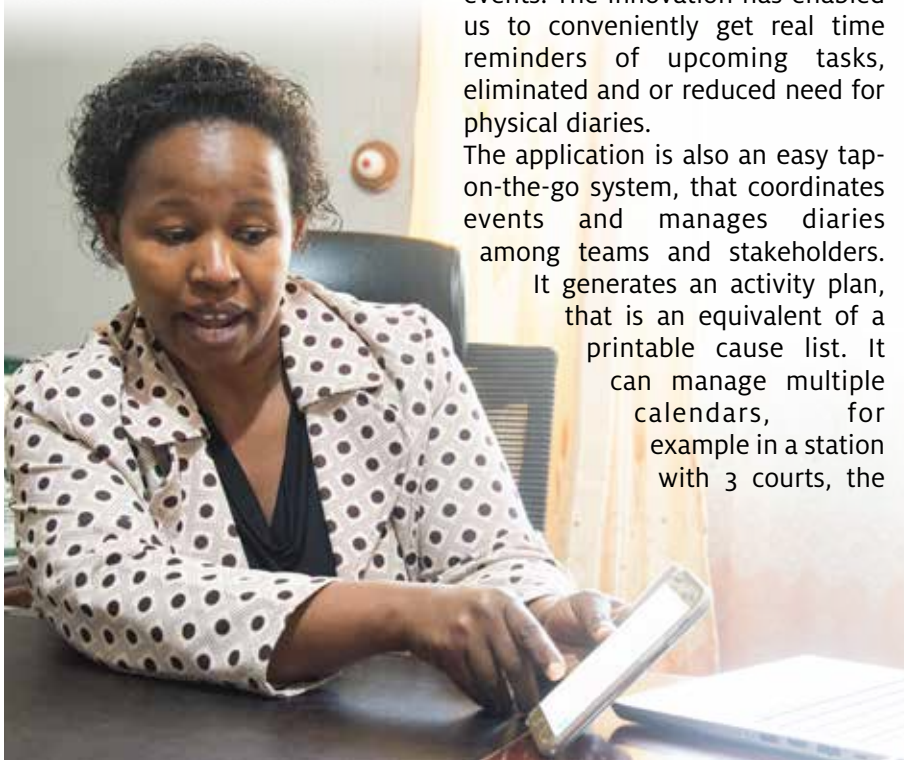 events. The innovation has enabled
us to conveniently get real time
reminders of upcoming tasks,
eliminated and or reduced need for
physical diaries.
The application is also an easy tap-
on-the-go system, that coordinates
events and manages diaries
among teams and stakeholders.
It generates an activity plan,
that is an equivalent of a
printable cause list. It
can manage multiple
calendars, for
example in a station
with 3 courts, the